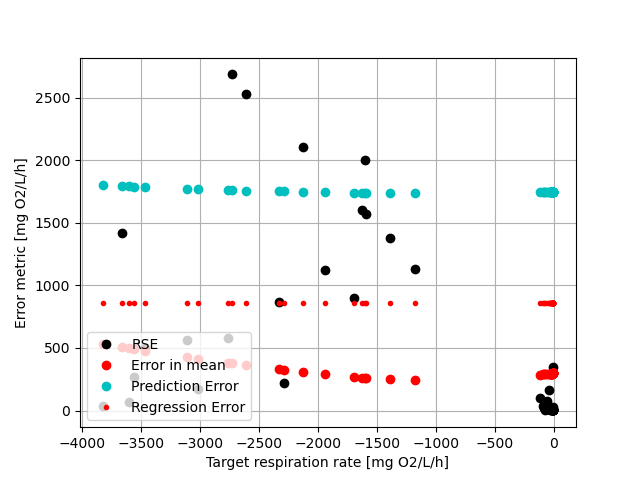 2500
2000
1500
1000
500
0
Error metric [mg O2/L/h]
RSE
Error in mean
Prediction Error
Regression Error
−4000 −3500 −3000 −2500 −2000 −1500 −1000 −500 0
Target respiration rate [mg O2/L/h]